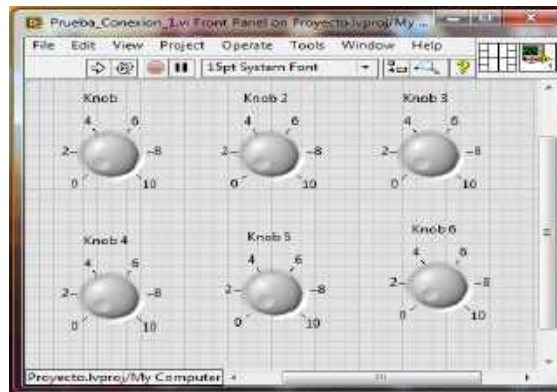 Prueba_Conexion_1.vi Front Panel on Proyecto.lvproj/My ...
File Edit View Project Operate Tools Window Help
15pt System Font
Knob
0 2 4 6 8 10
Knob 2
0 2 4 6 8 10
Knob 3
0 2 4 6 8 10
Knob 4
0 2 4 6 8 10
Knob 5
0 2 4 6 8 10
Knob 6
0 2 4 6 8 10
Proyecto.lvproj/My Computer